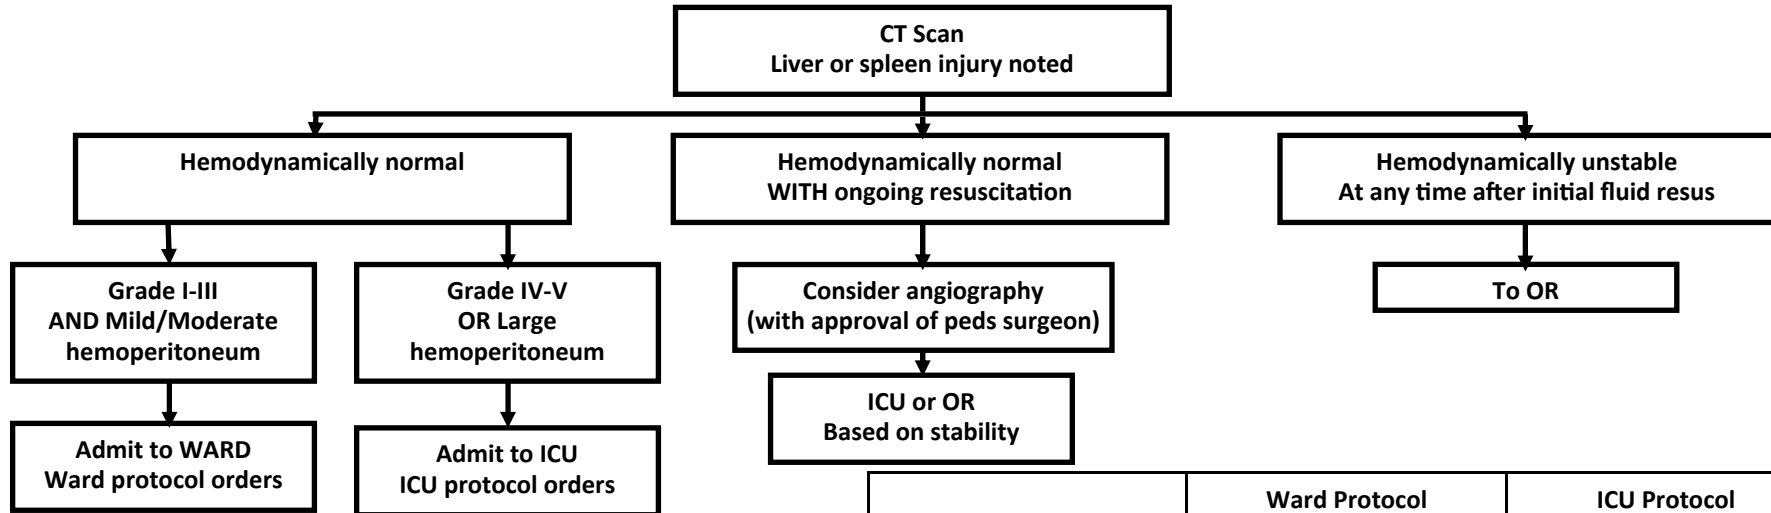 CT Scan
Liver or spleen injury noted
Hemodynamically normal
Hemodynamically normal
WITH ongoing resuscitation
Hemodynamically unstable
At any time after initial fluid resus
Grade I-III
AND Mild/Moderate
hemoperitoneum
Grade IV-V
OR Large
hemoperitoneum
Consider angiography
(with approval of peds surgeon)
To OR
Admit to WARD
Ward protocol orders
Admit to ICU
ICU protocol orders
ICU or OR
Based on stability
Ward Protocol
ICU Protocol